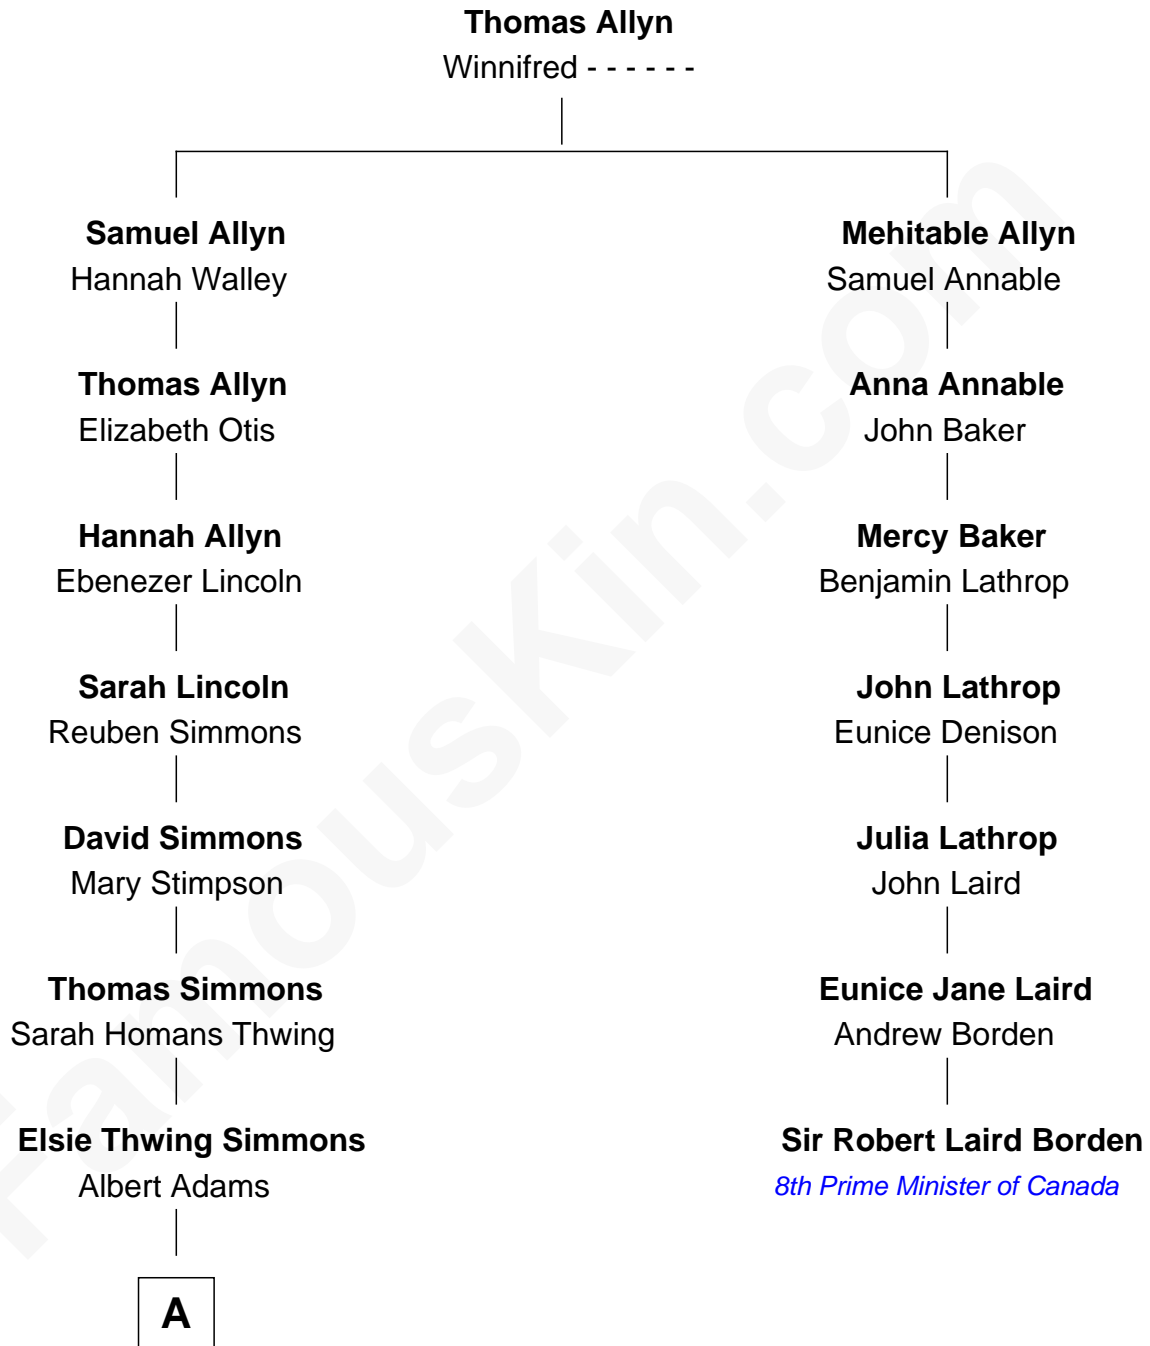 Thomas Allyn
Winnifred - - - - - -
Samuel Allyn
Hannah Walley
Mehitable Allyn
Samuel Annable
Thomas Allyn
Elizabeth Otis
Anna Annable
John Baker
Hannah Allyn
Ebenezer Lincoln
Mercy Baker
Benjamin Lathrop
Sarah Lincoln
Reuben Simmons
John Lathrop
Eunice Denison
David Simmons
Mary Stimpson
Julia Lathrop
John Laird
Thomas Simmons
Sarah Homans Thwing
Eunice Jane Laird
Andrew Borden
Elsie Thwing Simmons
Albert Adams
Sir Robert Laird Borden
8th Prime Minister of Canada
A
FamousKin.com